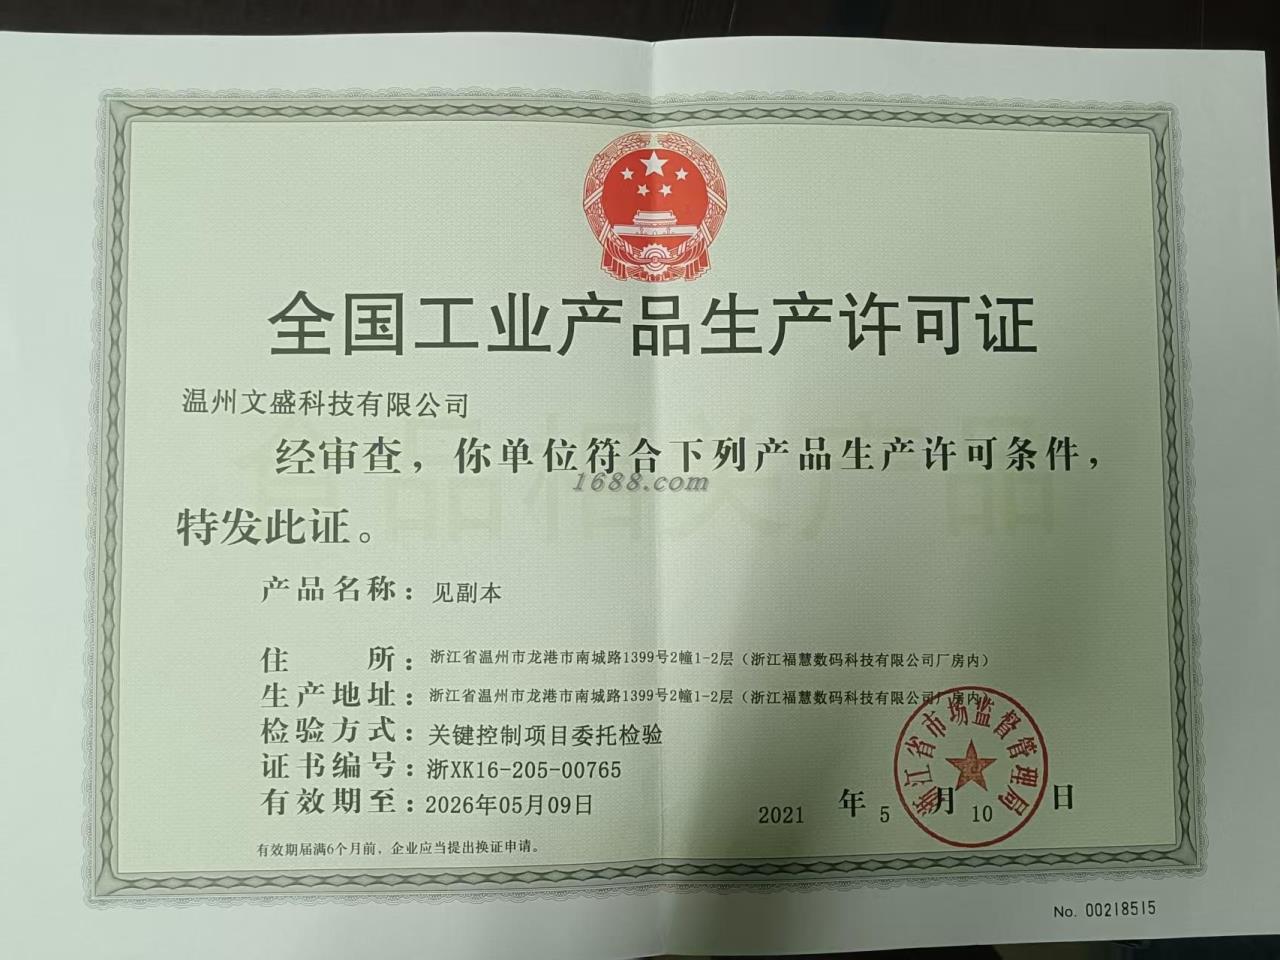 全国工业产品生产许可证
温州文盛科技有限公司
经审查，你单位符合下列产品生产许可条件，
1688.com
特发此证。
产品名称：见副本
住所：浙江省温州市龙港市南城路1399号2幢1-2层（浙江福慧数码科技有限公司厂房内）
生产地址：浙江省温州市龙港市南城路1399号2幢1-2层（浙江福慧数码科技有限公司厂房内）
检验方式：关键控制项目委托检验
证书编号：浙XK16-205-00765
有效期至：2026年05月09日
2021年5月10日
浙江省市场监督管理局
有效期届满6个月前，企业应当提出换证申请。
No. 00218515